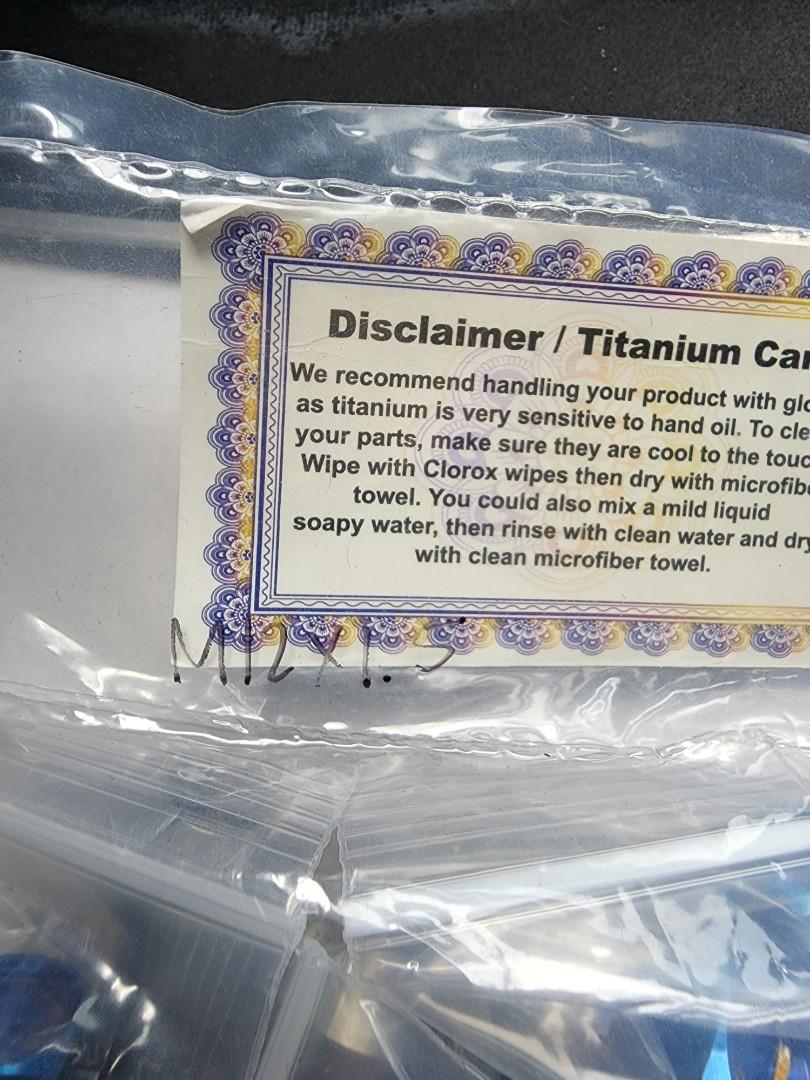 Disclaimer / Titanium
We recommend handling your product with
as titanium is very sensitive to hand oil. To
your parts, make sure they are cool to the
Wipe with Clorox wipes then dry with
towel. You could also mix a mild liquid
soapy water, then rinse with clean water and
with clean microfiber towel.
M12X1.5